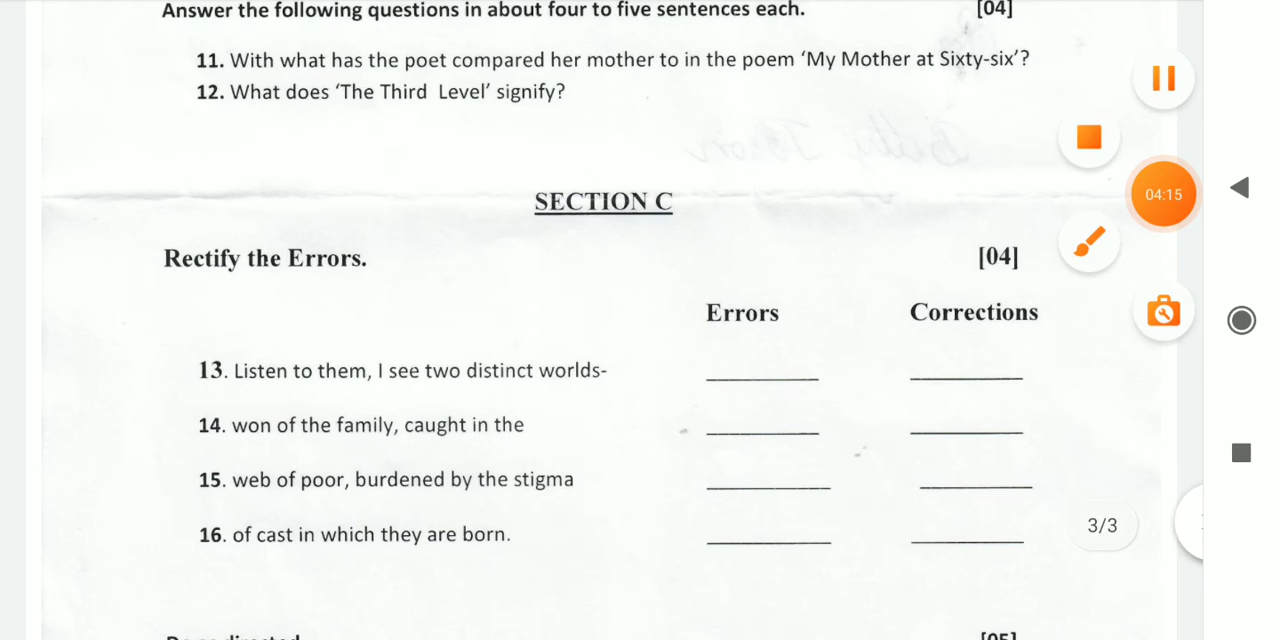 Answer the following questions in about four to five sentences each. [04]
11. With what has the poet compared her mother to in the poem ‘My Mother at Sixty-six’?
12. What does ‘The Third Level’ signify?
04:15
SECTION C
Rectify the Errors. [04]
Errors Corrections
13. Listen to them, I see two distinct worlds-
14. won of the family, caught in the
15. web of poor, burdened by the stigma
16. of cast in which they are born.
3/3